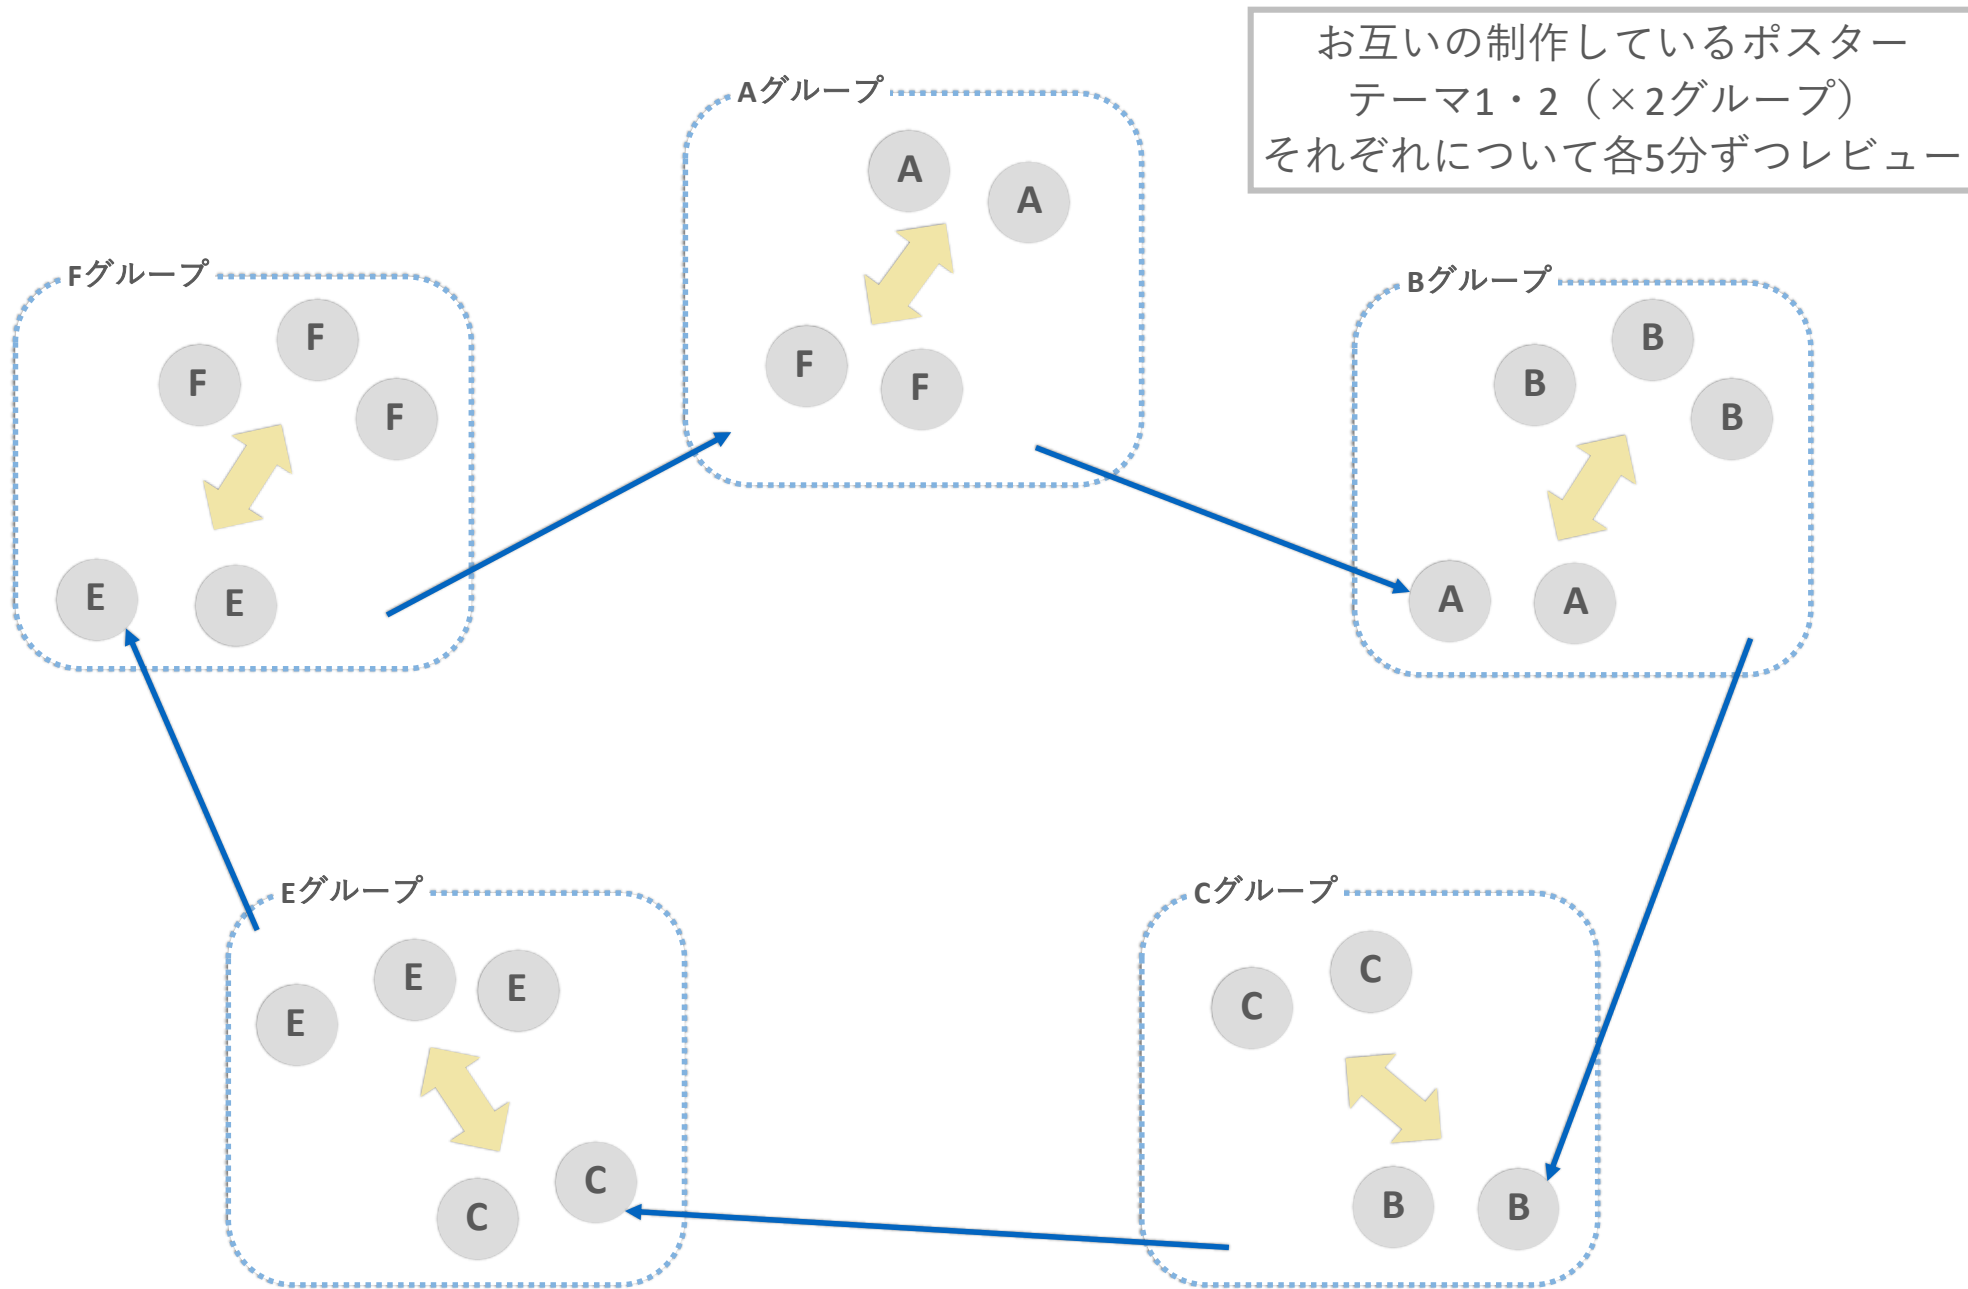 お互いの制作しているポスター
テーマ1・2（×2グループ）
それぞれについて各5分ずつレビュー
Aグループ
A
A
F
F
Fグループ
F
F
F
E
E
Bグループ
B
B
B
A
A
Eグループ
E
E
E
C
C
Cグループ
C
C
B
B